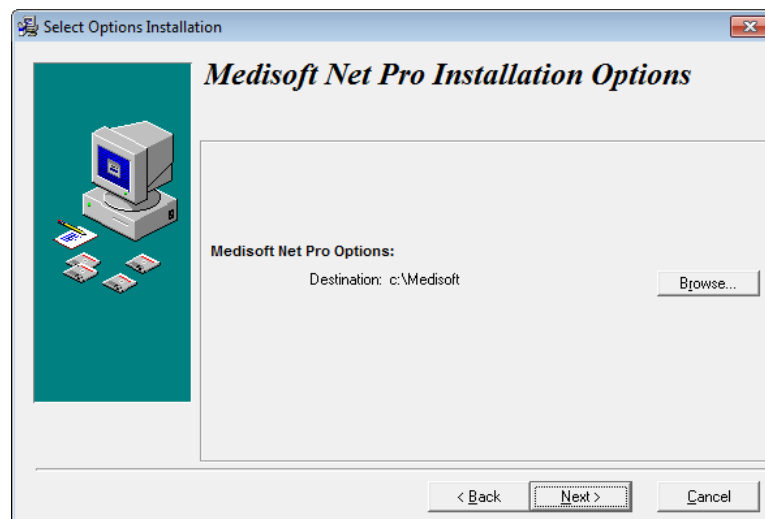 Select Options Installation
Medisoft Net Pro Installation Options
Medisoft Net Pro Options:
Destination: c:\Medisoft
Browse...
< Back
Next >
Cancel